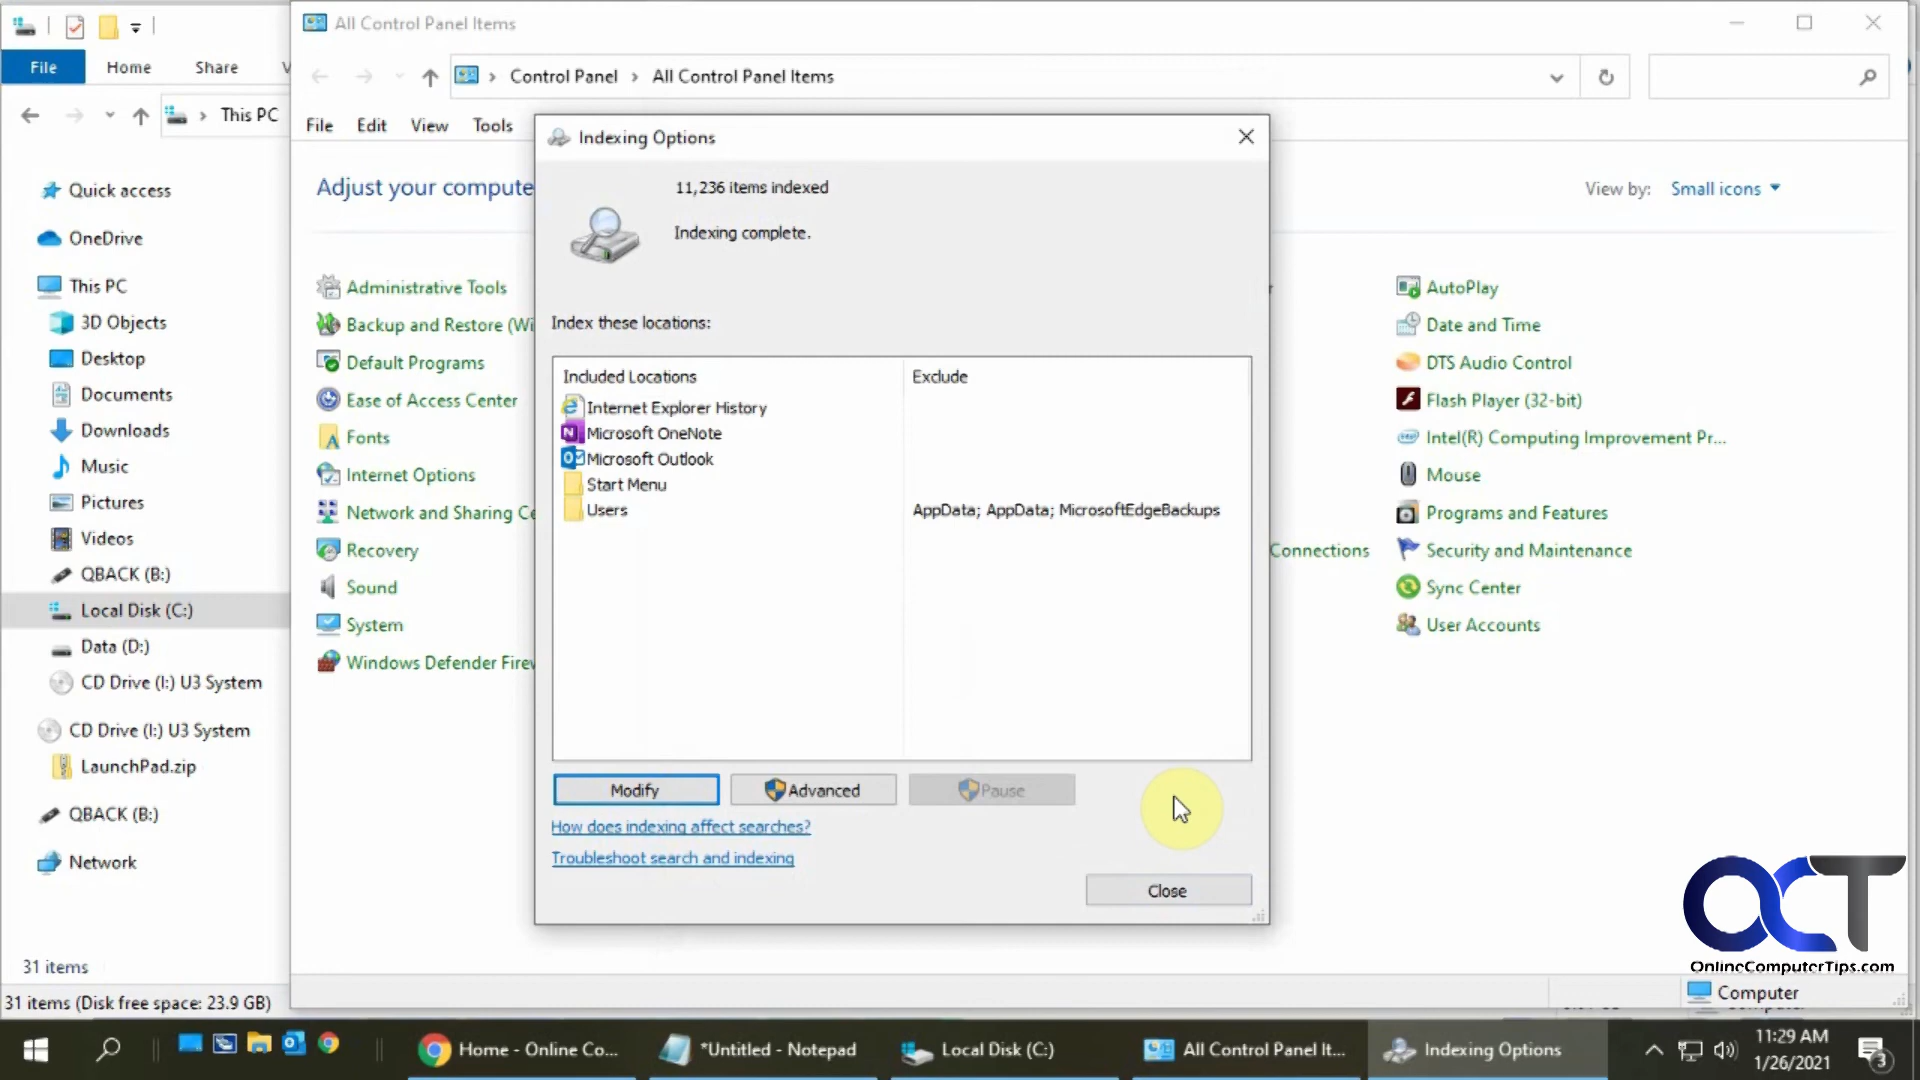 All Control Panel Items
File
Home
Share
This PC
Control Panel
All Control Panel Items
File
Edit
View
Tools
Indexing Options
11,236 items indexed
Indexing complete.
Index these locations:
Included Locations
Exclude
Internet Explorer History
Microsoft OneNote
Microsoft Outlook
Start Menu
Users
AppData; AppData; MicrosoftEdgeBackups
Modify
Advanced
Pause
How does indexing affect searches?
Troubleshoot search and indexing
Close
Quick access
OneDrive
This PC
3D Objects
Desktop
Documents
Downloads
Music
Pictures
Videos
QBACK (B:)
Local Disk (C:)
Data (D:)
CD Drive (I:) U3 System
CD Drive (I:) U3 System
LaunchPad.zip
QBACK (B:)
Network
31 items
31 items (Disk free space: 23.9 GB)
Adjust your compute
View by:
Small icons
Administrative Tools
Backup and Restore (Wi
Default Programs
Ease of Access Center
Fonts
Internet Options
Network and Sharing Ce
Recovery
Sound
System
Windows Defender Firew
Connections
AutoPlay
Date and Time
DTS Audio Control
Flash Player (32-bit)
Intel(R) Computing Improvement Pr...
Mouse
Programs and Features
Security and Maintenance
Sync Center
User Accounts
OCT
OnlineComputerTips.com
Computer
Home - Online Co...
*Untitled - Notepad
Local Disk (C:)
All Control Panel It...
Indexing Options
11:29 AM
1/26/2021
3